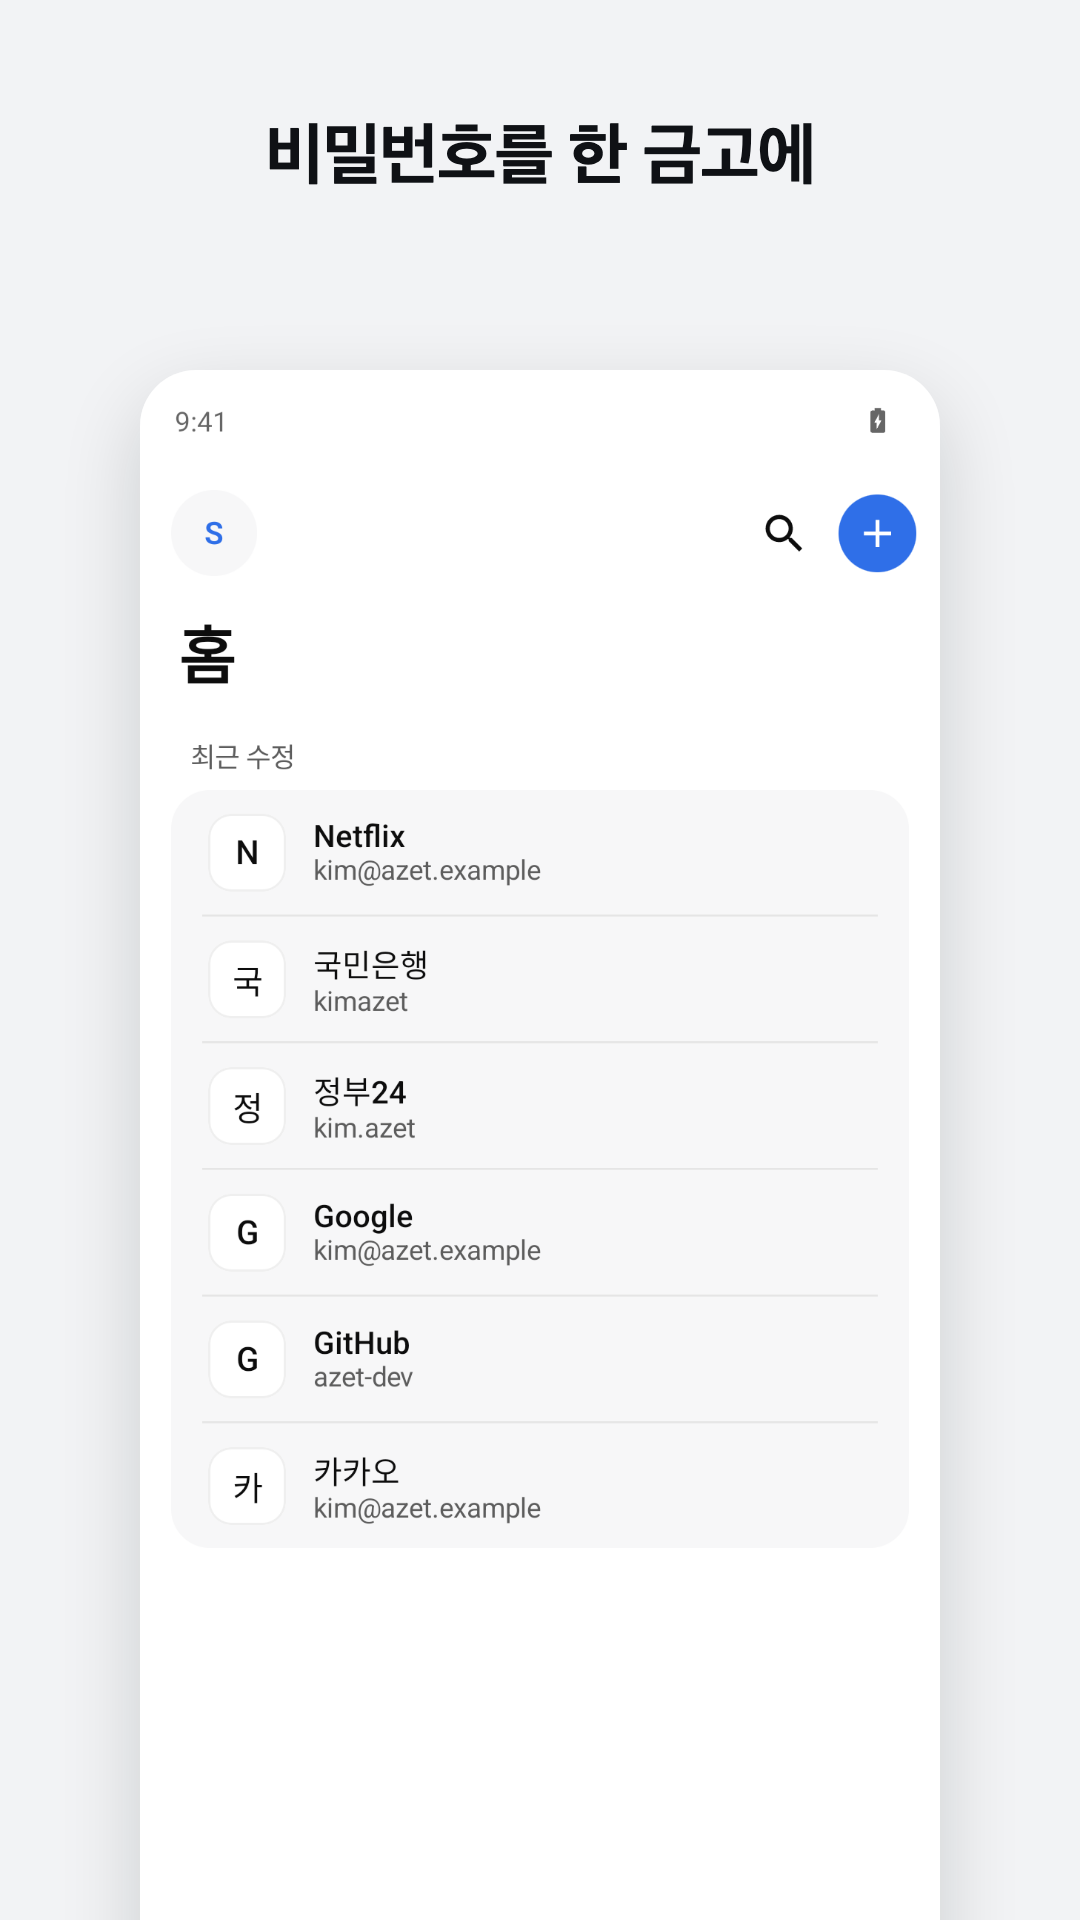 비밀번호를 한 금고에
9:41
S
홈
최근 수정
N
Netflix
kim@azet.example
국
국민은행
kimazet
정
정부24
kim.azet
G
Google
kim@azet.example
G
GitHub
azet-dev
카
카카오
kim@azet.example